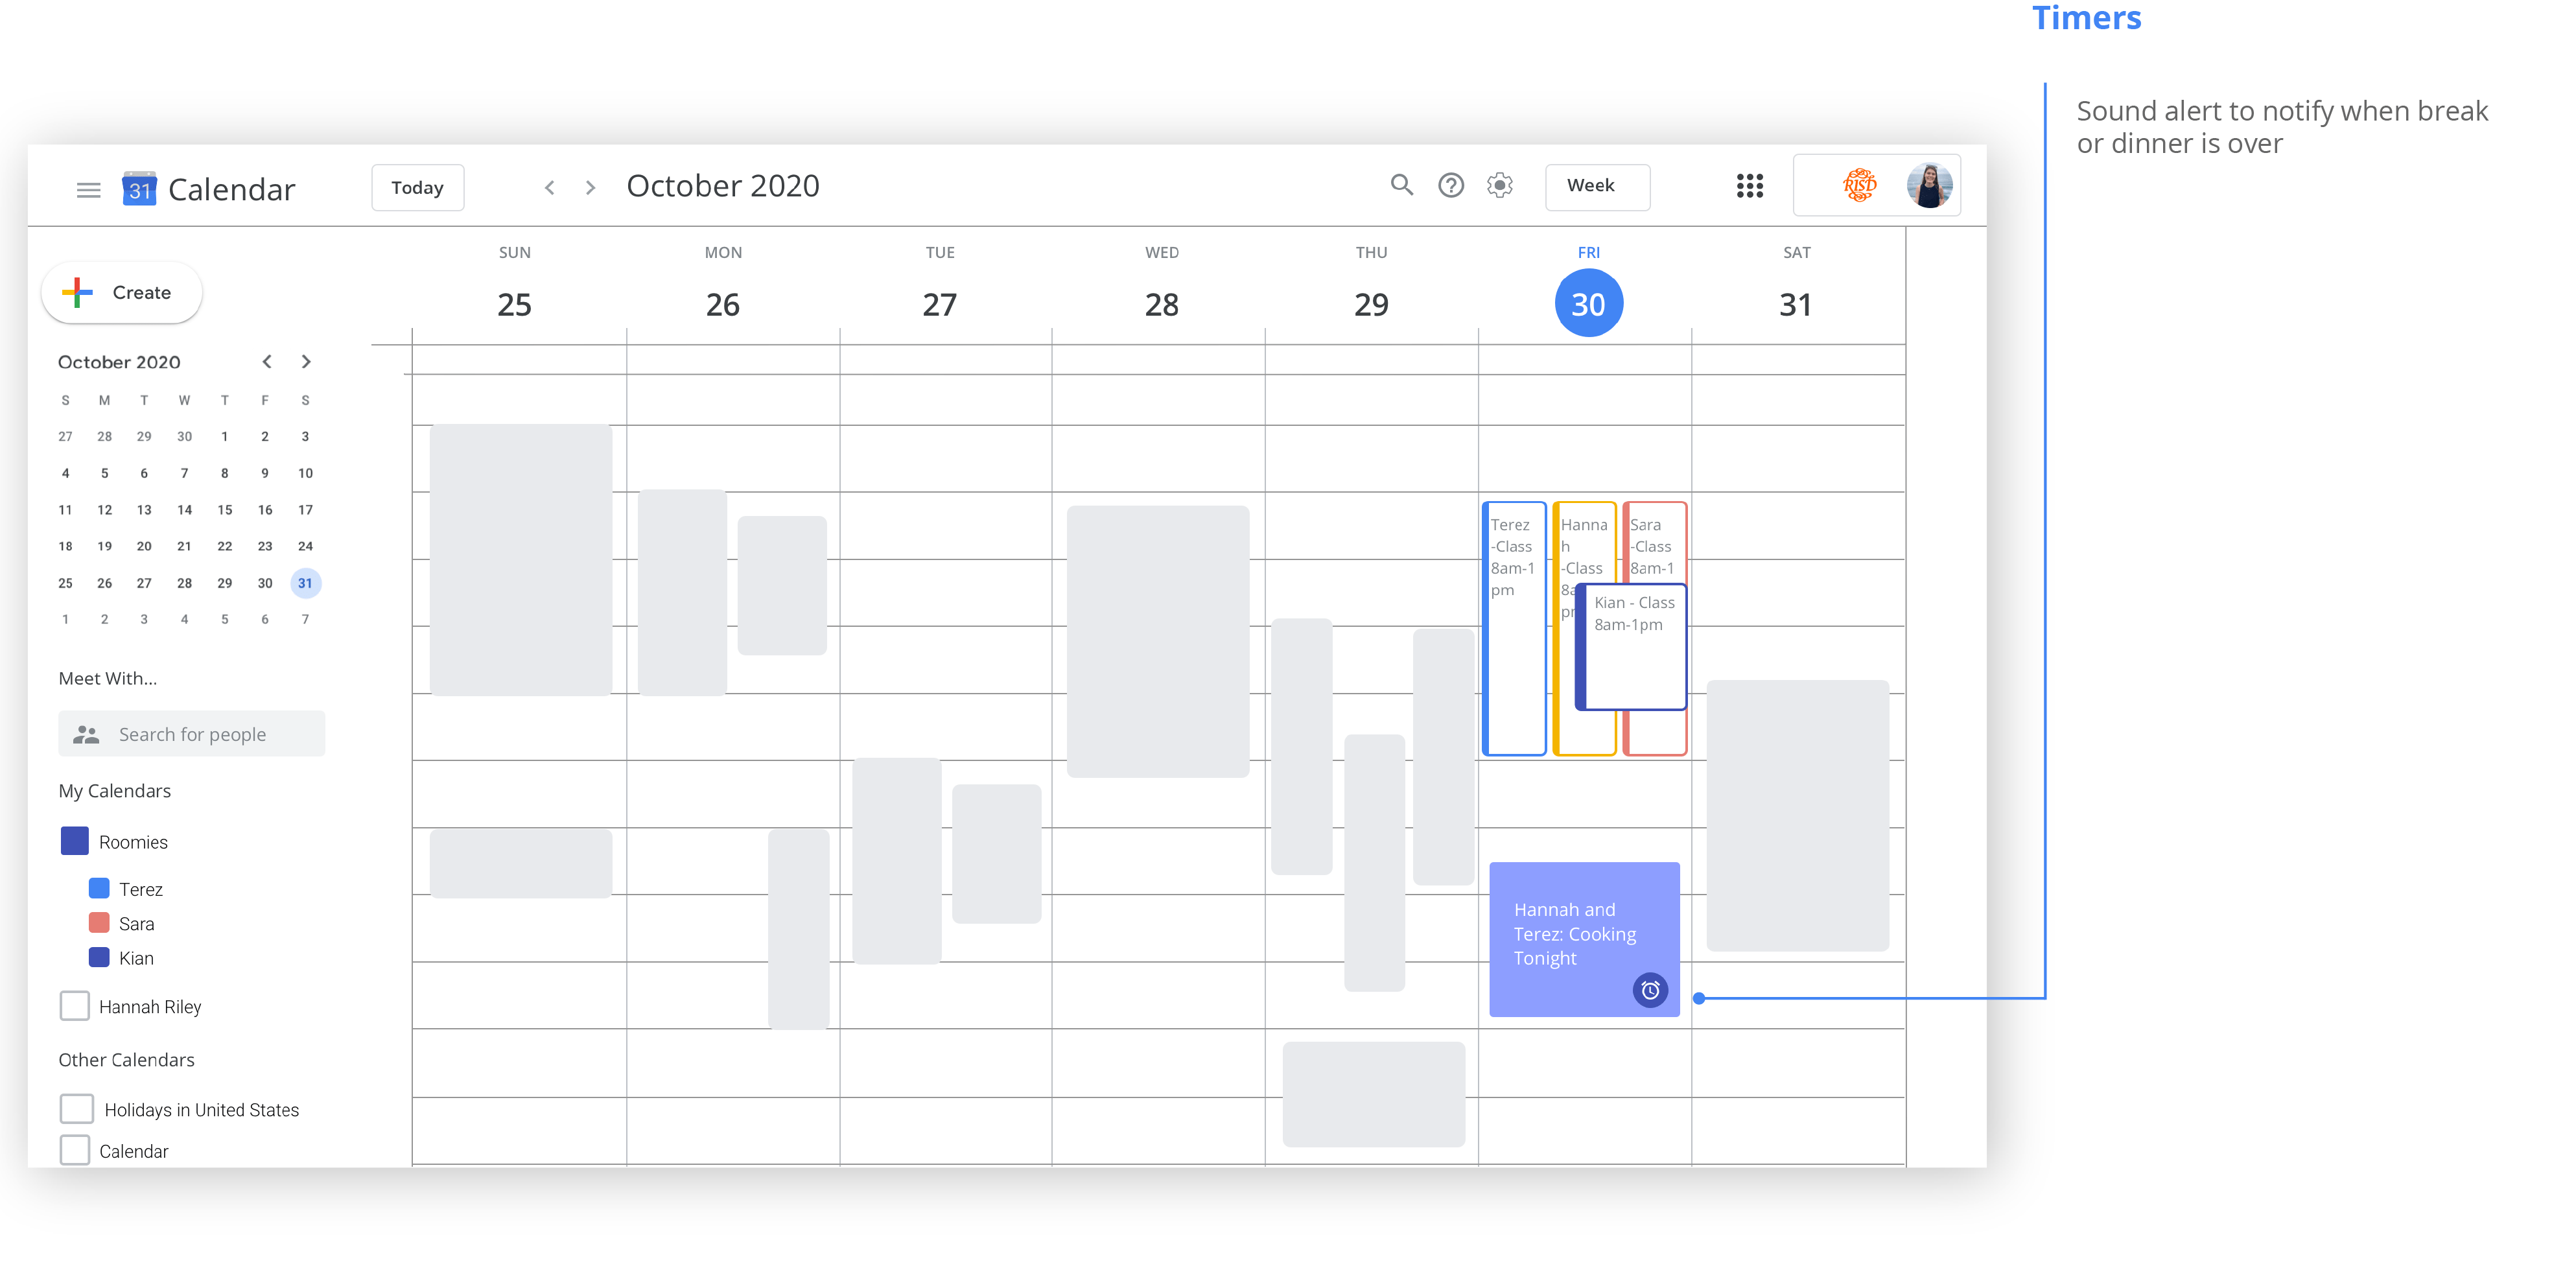 Timers
Sound alert to notify when break
or dinner is over
31 Calendar
Today
October 2020
Week
RISD
SUN MON TUE WED THU FRI SAT
25 26 27 28 29 30 31
Create
October 2020
S M T W T F S
27 28 29 30 1 2 3
4 5 6 7 8 9 10
11 12 13 14 15 16 17
18 19 20 21 22 23 24
25 26 27 28 29 30 31
1 2 3 4 5 6 7
Meet With...
Search for people
My Calendars
Roomies
Terez
Sara
Kian
Hannah Riley
Other Calendars
Holidays in United States
Calendar
Terez
-Class
8am-1
pm
Hanna
h
-Class
8a
pr
Sara
-Class
8am-1
Kian - Class
8am-1pm
Hannah and
Terez: Cooking
Tonight